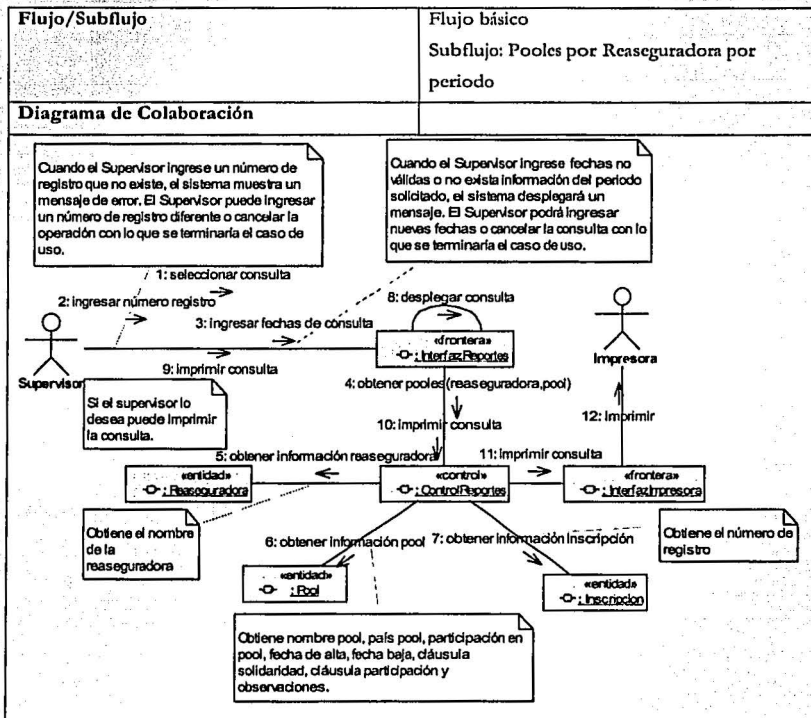 Flujo/Subflujo
Flujo básico
Subflujo: Pooles por Reaseguradora por
periodo
Diagrama de Colaboración
Cuando el Supervisor ingrese un número de
registro que no existe, el sistema muestra un
mensaje de error. El Supervisor puede ingresar
un número de registro diferente o cancelar la
operación con lo que se terminaría el caso de
uso.
Cuando el Supervisor ingrese fechas no
válidas o no exista información del periodo
solicitado, el sistema desplegará un
mensaje. El Supervisor podrá ingresar
nuevas fechas o cancelar la consulta con lo
que se terminaría el caso de uso.
1: seleccionar consulta
2: ingresar número registro
3: ingresar fechas de consulta
8: desplegar consulta
9: imprimir consulta
Supervisor
«frontera»
: InterfazReportes
Impresora
Si el supervisor lo
desea puede imprimir
la consulta.
4: obtener pooles(reaseguradora,pool)
10: imprimir consulta
12: imprimir
5: obtener información reaseguradora
11: imprimir consulta
«entidad»
: Reaseguradora
«control»
: ControlReportes
«frontera»
: InterfazImpresora
Obtiene el nombre
de la
reaseguradora
6: obtener información pool
7: obtener información inscripción
Obtiene el número de
registro
«entidad»
: Pool
«entidad»
: Inscripcion
Obtiene nombre pool, país pool, participación en
pool, fecha de alta, fecha baja, cláusula
solidaridad, cláusula participación y
observaciones.